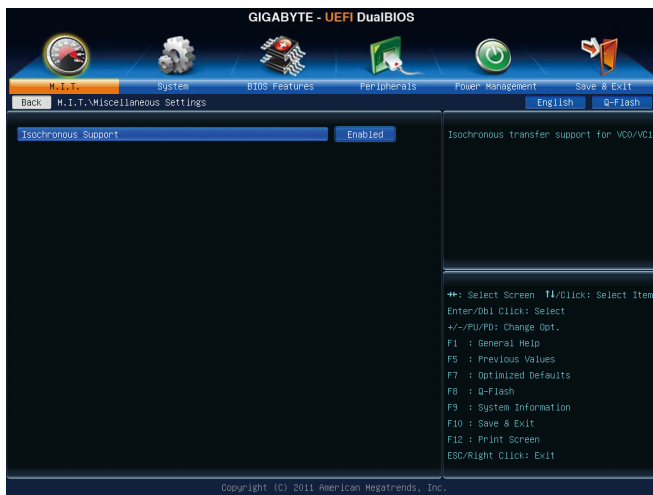 GIGABYTE - UEFI DualBIOS
M.I.T.
System
BIOS Features
Peripherals
Power Management
Save & Exit
Back M.I.T.\Miscellaneous Settings
English
Q-Flash
Isochronous Support
Enabled
Isochronous transfer support for VC0/VC1
→←: Select Screen ↑↓/Click: Select Item
Enter/Dbl Click: Select
+/-/PU/PD: Change Opt.
F1 : General Help
F5 : Previous Values
F7 : Optimized Defaults
F8 : Q-Flash
F9 : System Information
F10 : Save & Exit
F12 : Print Screen
ESC/Right Click: Exit
Copyright (C) 2011 American Megatrends, Inc.